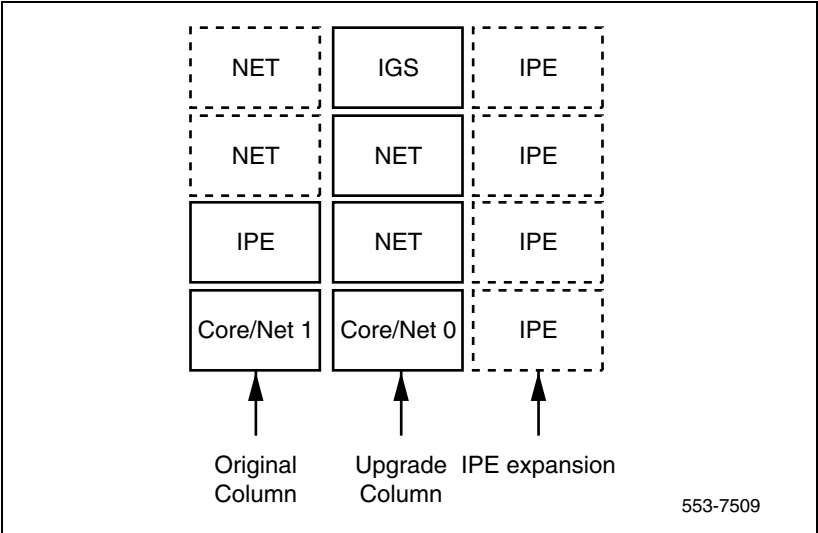 NET IGS IPE
NET NET IPE
IPE NET IPE
Core/Net 1 Core/Net 0 IPE
Original Upgrade IPE expansion
Column Column
553-7509